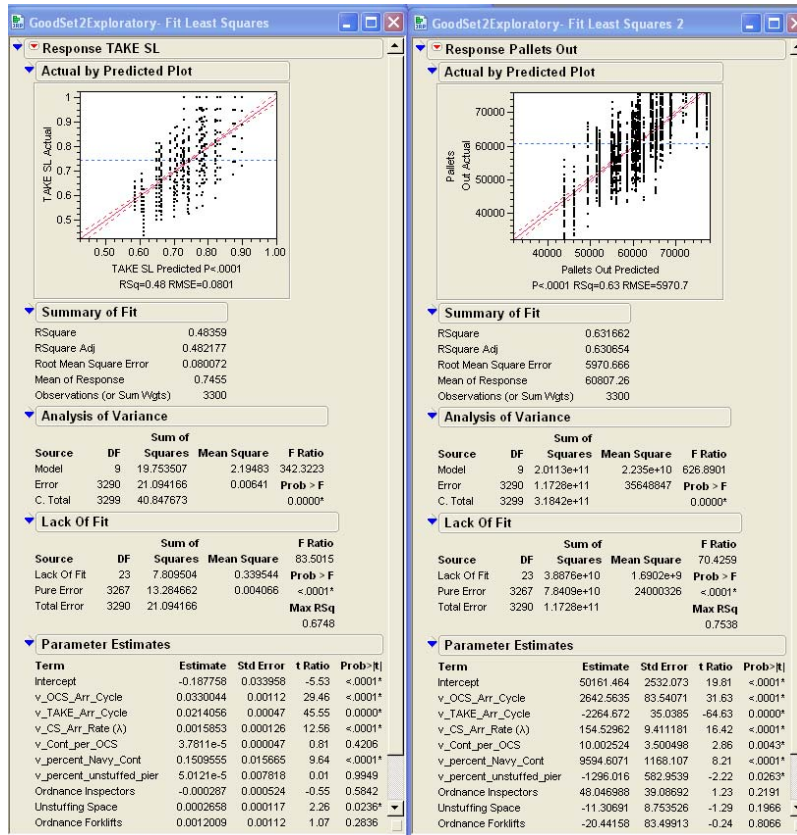 GoodSet2Exploratory- Fit Least Squares
Response TAKE SL
Actual by Predicted Plot
TAKE SL Actual
1
0.9
0.8
0.7
0.6
0.5
0.50 0.60 0.70 0.80 0.90 1.00
TAKE SL Predicted P<.0001
RSq=0.48 RMSE=0.0801
Summary of Fit
RSquare 0.48359
RSquare Adj 0.482177
Root Mean Square Error 0.080072
Mean of Response 0.7455
Observations (or Sum Wgts) 3300
Analysis of Variance
Sum of
Source DF Squares Mean Square F Ratio
Model 9 19.753507 2.19483 342.3223
Error 3290 21.094166 0.00641 Prob > F
C. Total 3299 40.847673 0.0000*
Lack Of Fit
Sum of F Ratio
Source DF Squares Mean Square 83.5015
Lack Of Fit 23 7.809504 0.339544 Prob > F
Pure Error 3267 13.284662 0.004066 <.0001*
Total Error 3290 21.094166 Max RSq
0.6748
Parameter Estimates
Term Estimate Std Error t Ratio Prob>|t|
Intercept -0.187758 0.033958 -5.53 <.0001*
v_OCS_Arr_Cycle 0.0330044 0.00112 29.46 <.0001*
v_TAKE_Arr_Cycle 0.0214056 0.00047 45.55 0.0000*
v_CS_Arr_Rate (λ) 0.0015853 0.000126 12.56 <.0001*
v_Cont_per_OCS 3.7811e-5 0.000047 0.81 0.4206
v_percent_Navy_Cont 0.1509555 0.015665 9.64 <.0001*
v_percent_unstuffed_pier 5.0121e-5 0.007818 0.01 0.9949
Ordnance Inspectors -0.000287 0.000524 -0.55 0.5842
Unstuffing Space 0.0002658 0.000117 2.26 0.0236*
Ordnance Forklifts 0.0012009 0.00112 1.07 0.2836
GoodSet2Exploratory- Fit Least Squares 2
Response Pallets Out
Actual by Predicted Plot
Pallets
Out Actual
70000
60000
50000
40000
40000 50000 60000 70000
Pallets Out Predicted
P<.0001 RSq=0.63 RMSE=5970.7
Summary of Fit
RSquare 0.631662
RSquare Adj 0.630654
Root Mean Square Error 5970.666
Mean of Response 60807.26
Observations (or Sum Wgts) 3300
Analysis of Variance
Sum of
Source DF Squares Mean Square F Ratio
Model 9 2.0113e+11 2.235e+10 626.8901
Error 3290 1.1728e+11 35648847 Prob > F
C. Total 3299 3.1842e+11 0.0000*
Lack Of Fit
Sum of F Ratio
Source DF Squares Mean Square 70.4259
Lack Of Fit 23 3.8876e+10 1.6902e+9 Prob > F
Pure Error 3267 7.8409e+10 24000326 <.0001*
Total Error 3290 1.1728e+11 Max RSq
0.7538
Parameter Estimates
Term Estimate Std Error t Ratio Prob>|t|
Intercept 50161.464 2532.073 19.81 <.0001*
v_OCS_Arr_Cycle 2642.5635 83.54071 31.63 <.0001*
v_TAKE_Arr_Cycle -2264.672 35.0385 -64.63 0.0000*
v_CS_Arr_Rate (λ) 154.52962 9.411181 16.42 <.0001*
v_Cont_per_OCS 10.002524 3.500498 2.86 0.0043*
v_percent_Navy_Cont 9594.6071 1168.107 8.21 <.0001*
v_percent_unstuffed_pier -1296.016 582.9539 -2.22 0.0263*
Ordnance Inspectors 48.046988 39.08692 1.23 0.2191
Unstuffing Space -11.30691 8.753526 -1.29 0.1966
Ordnance Forklifts -20.44158 83.49913 -0.24 0.8066